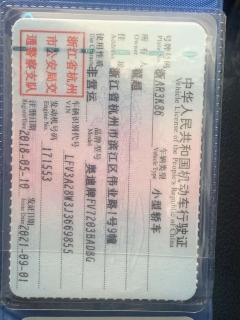 中华人民共和国机动车行驶证
Vehicle License of the People's Republic of China
号牌号码 浙AR3K86 车辆类型 小型轿车
Vehicle Type
所有人
Owner
住址 浙江省杭州市滨江区伟业路1号9幢
Address
使用性质 非营运 品牌型号 奥迪牌FV7203BADBG
Use Character Model
浙江省杭州
市公安局交
通警察支队
车辆识别代号 LFV3A28W3J3669855
VIN
发动机号码 171553
Engine No.
注册日期 2018-05-10 发证日期 2021-09-01
Register Date Issue Date